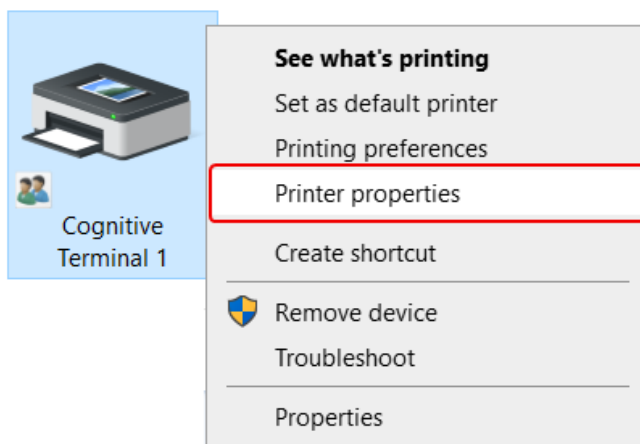 See what's printing
Set as default printer
Printing preferences
Printer properties
Cognitive
Terminal 1
Create shortcut
Remove device
Troubleshoot
Properties